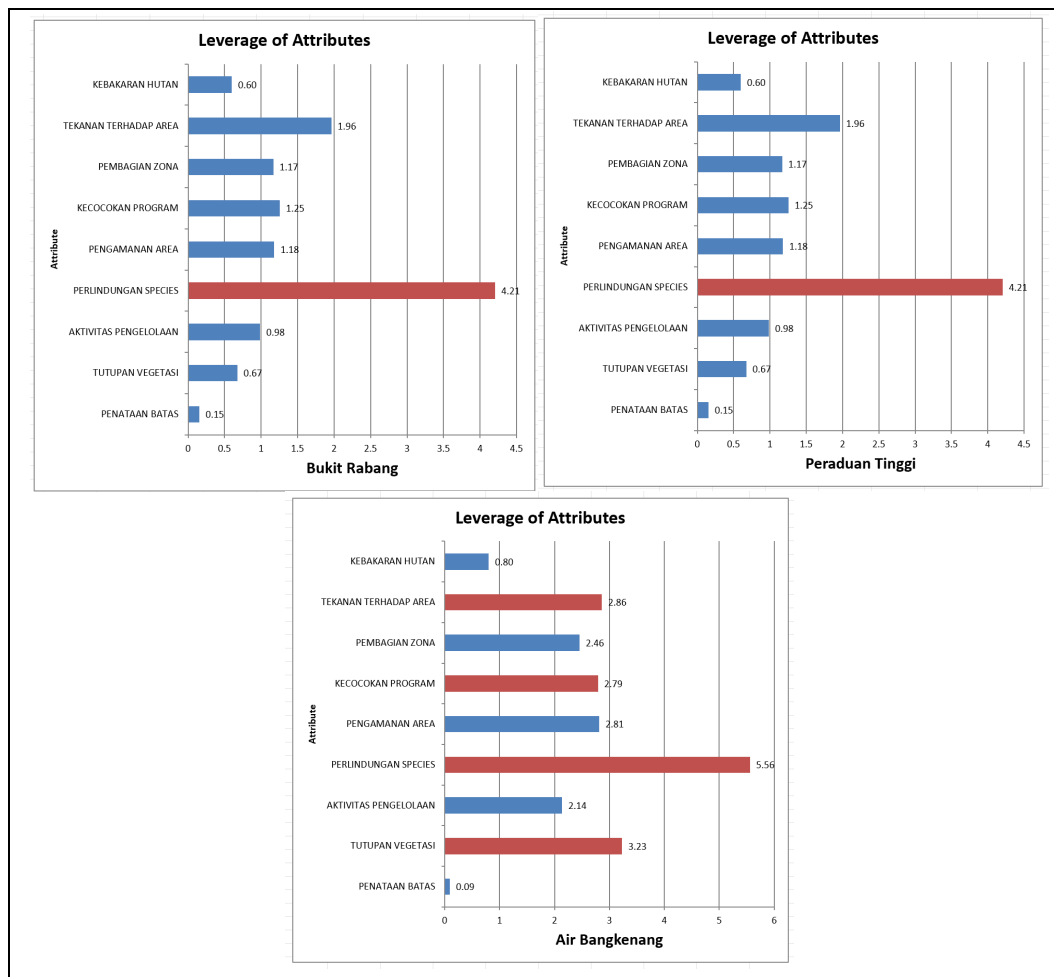 Leverage of Attributes
KEBAKARAN HUTAN 0.60
TEKANAN TERHADAP AREA 1.96
PEMBAGIAN ZONA 1.17
KECOCOKAN PROGRAM 1.25
PENGAMANAN AREA 1.18
Attribute
PERLINDUNGAN SPECIES 4.21
AKTIVITAS PENGELOLAAN 0.98
TUTUPAN VEGETASI 0.67
PENATAAN BATAS 0.15
0 0.5 1 1.5 2 2.5 3 3.5 4 4.5
Bukit Rabang
Leverage of Attributes
KEBAKARAN HUTAN 0.60
TEKANAN TERHADAP AREA 1.96
PEMBAGIAN ZONA 1.17
KECOCOKAN PROGRAM 1.25
PENGAMANAN AREA 1.18
Attribute
PERLINDUNGAN SPECIES 4.21
AKTIVITAS PENGELOLAAN 0.98
TUTUPAN VEGETASI 0.67
PENATAAN BATAS 0.15
0 0.5 1 1.5 2 2.5 3 3.5 4 4.5
Peraduan Tinggi
Leverage of Attributes
KEBAKARAN HUTAN 0.80
TEKANAN TERHADAP AREA 2.86
PEMBAGIAN ZONA 2.46
KECOCOKAN PROGRAM 2.79
PENGAMANAN AREA 2.81
Attribute
PERLINDUNGAN SPECIES 5.56
AKTIVITAS PENGELOLAAN 2.14
TUTUPAN VEGETASI 3.23
PENATAAN BATAS 0.09
0 1 2 3 4 5 6
Air Bangkenang